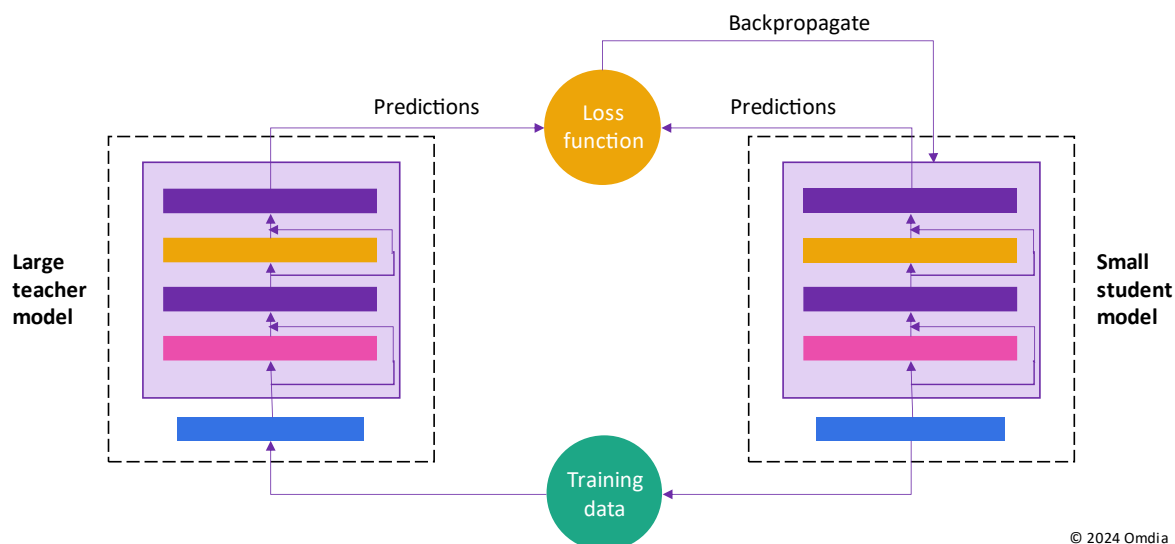 Backpropagate
Predictions
Loss
function
Predictions
Large
teacher
model
Small
student
model
Training
data
© 2024 Omdia